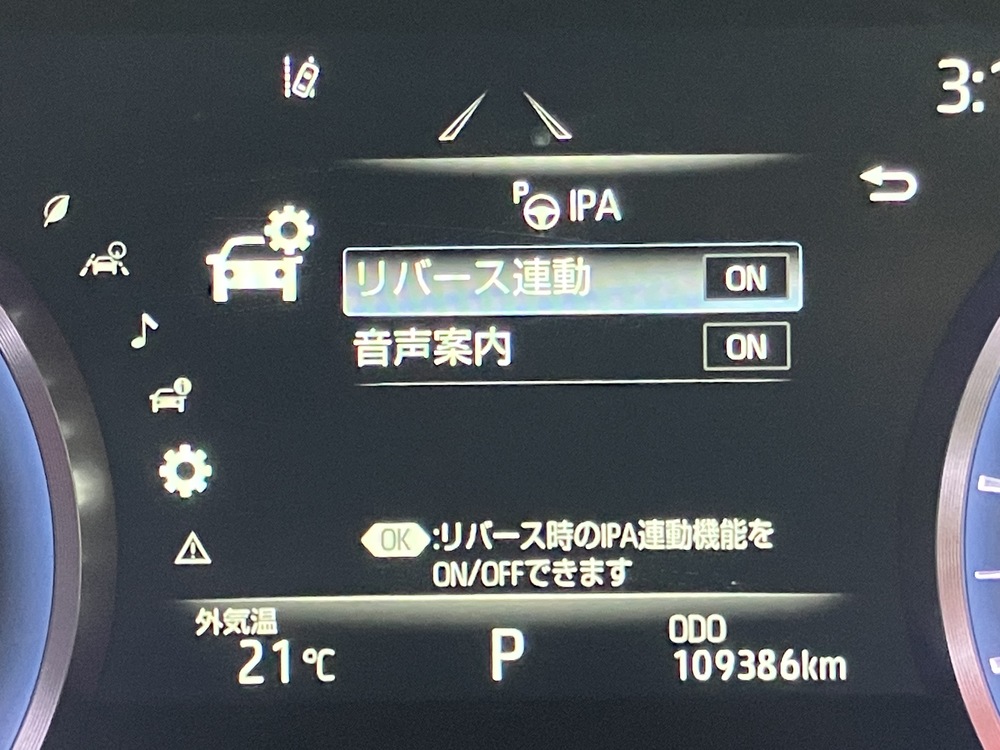 3:1
P IPA
リバース連動 ON
音声案内 ON
OK:リバース時のIPA連動機能を
ON/OFFできます
外気温
21℃
P
ODO
109386km